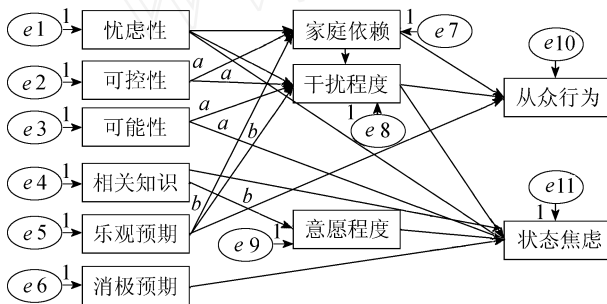 e1 1 忧虑性 家庭依赖 1 e7
e10
e2 1 可控性 a a 干扰程度 从众行为
e3 1 可能性 a a b 1 e8
e4 1 相关知识 b b e11
e5 1 乐观预期 e9 1 意愿程度 1 状态焦虑
e6 1 消极预期